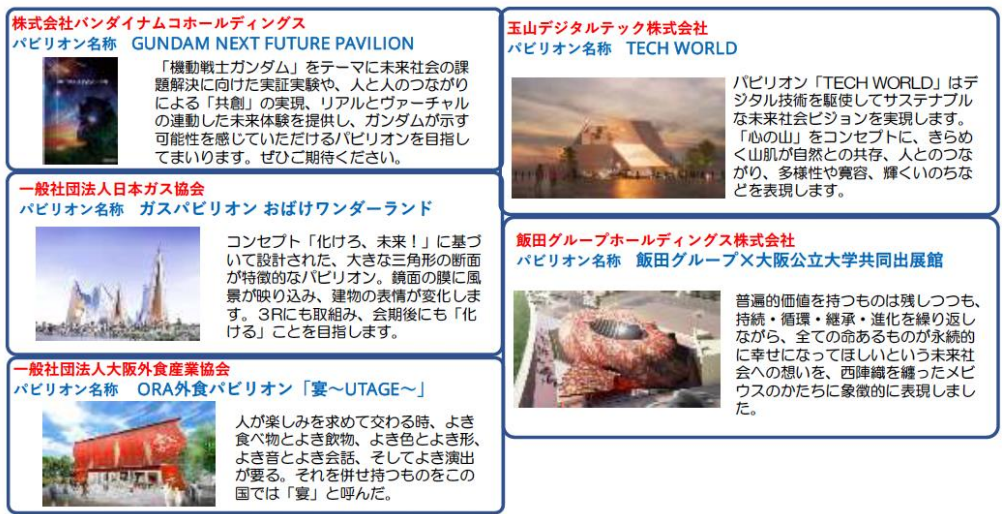 株式会社バンダイナムコホールディングス
パビリオン名称 GUNDAM NEXT FUTURE PAVILION
「機動戦士ガンダム」をテーマに未来社会の課
題解決に向けた実証実験や、人と人のつながり
による「共創」の実現、リアルとヴァーチャル
の連動した未来体験を提供し、ガンダムが示す
可能性を感じていただけるパビリオンを目指し
てまいります。ぜひご期待ください。
一般社団法人日本ガス協会
パビリオン名称 ガスパビリオン おばけワンダーランド
コンセプト「化けろ、未来！」に基づ
いて設計された、大きな三角形の断面
が特徴的なパビリオン。鏡面の膜に風
景が映り込み、建物の表情が変化しま
す。３Rにも取組み、会期後にも「化
ける」ことを目指します。
一般社団法人大阪外食産業協会
パビリオン名称 ORA外食パビリオン「宴～UTAGE～」
人が楽しみを求めて交わる時、よき
食べ物とよき飲物、よき色とよき形、
よき音とよき会話、そしてよき演出
が要る。それを併せ持つものをこの
国では「宴」と呼んだ。
玉山デジタルテック株式会社
パビリオン名称 TECH WORLD
パビリオン「TECH WORLD」はデ
ジタル技術を駆使してサステナブル
な未来社会ビジョンを実現します。
「心の山」をコンセプトに、きらめ
く山肌が自然との共存、人とのつな
がり、多様性や寛容、輝くいのちな
どを表現します。
飯田グループホールディングス株式会社
パビリオン名称 飯田グループ×大阪公立大学共同出展館
普遍的価値を持つものは残しつつも、
持続・循環・継承・進化を繰り返し
ながら、全ての命あるものが永続的
に幸せになってほしいという未来社
会への想いを、西陣織を纏ったメビ
ウスのかたちに象徴的に表現しまし
た。